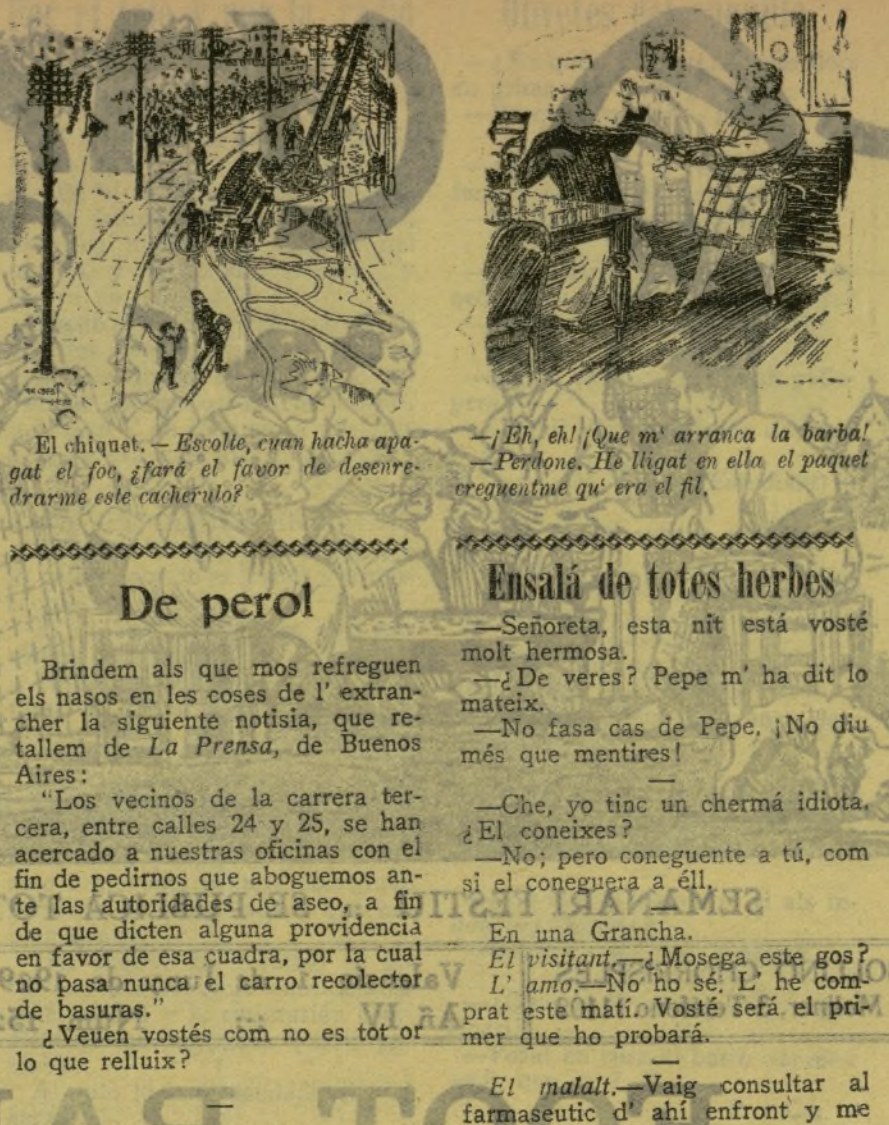 El chiquet. — Escolte, cuan hacha apa-
gat el foc, ¿fará el favor de desenre-
drarme este cacherulo?
De perol
Brindem als que mos refreguen
els nasos en les coses de l' extran-
cher la siguiente notisia, que re-
tallem de La Prensa, de Buenos
Aires:
"Los vecinos de la carrera ter-
cera, entre calles 24 y 25, se han
acercado a nuestras oficinas con el
fin de pedirnos que aboguemos an-
te las autoridades de aseo, a fin
de que dicten alguna providencia
en favor de esa cuadra, por la cual
no pasa nunca el carro recolector
de basuras."
¿Veuen vostés com no es tot or
lo que relluix?
—¡Eh, eh! ¡Que m' arranca la barba!
—Perdone. He lligat en ella el paquet
creguentme qu' era el fil.
Ensalá de totes herbes
—Señoreta, esta nit está vosté
molt hermosa.
—¿De veres? Pepe m' ha dit lo
mateix.
—No fasa cas de Pepe. ¡No diu
més que mentires!
—Che, yo tinc un chermá idiota.
¿El coneixes?
—No; pero coneguente a tú, com
si el coneguera a éll.
En una Grancha.
El visitant.—¿Mosega este gos?
L' amo.—No ho sé. L' he com-
prat este matí. Vosté será el pri-
mer que ho probará.
El malalt.—Vaig consultar al
farmaseutic d' ahí enfront y me